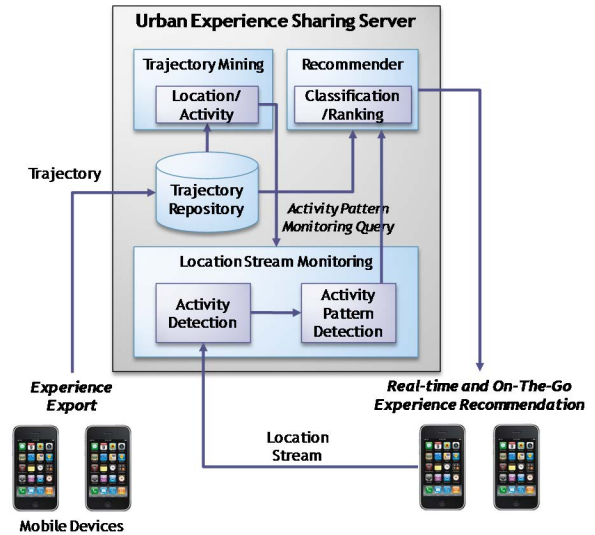 Urban Experience Sharing Server
Trajectory Mining
Recommender
Location/
Activity
Classification
/Ranking
Trajectory
Trajectory
Repository
Activity Pattern
Monitoring Query
Location Stream Monitoring
Activity
Detection
Activity
Pattern
Detection
Experience
Export
Real-time and On-The-Go
Experience Recommendation
Location
Stream
Mobile Devices